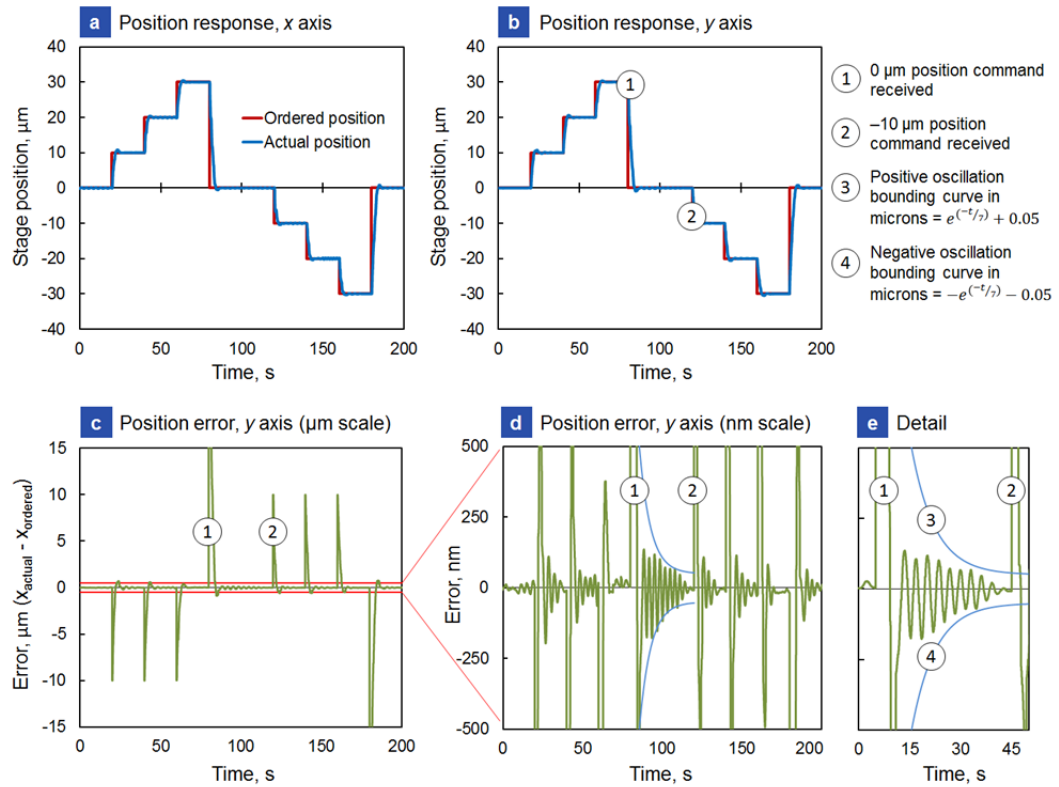 a Position response, x axis
40
30
20
10
0
-10
-20
-30
-40
0 50 100 150 200
Stage position, µm
Time, s
Ordered position
Actual position
b Position response, y axis
40
30
20
10
0
-10
-20
-30
-40
0 50 100 150 200
Stage position, µm
Time, s
1
2
1 0 µm position command
received
2 –10 µm position
command received
3 Positive oscillation
bounding curve in
microns = e^(−t/7) + 0.05
4 Negative oscillation
bounding curve in
microns = −e^(−t/7) − 0.05
c Position error, y axis (µm scale)
15
10
5
0
-5
-10
-15
0 50 100 150 200
Error, µm (x_actual - x_ordered)
Time, s
1
2
d Position error, y axis (nm scale)
500
250
0
-250
-500
0 50 100 150 200
Error, nm
Time, s
1
2
e Detail
0 15 30 45
Time, s
1
2
3
4